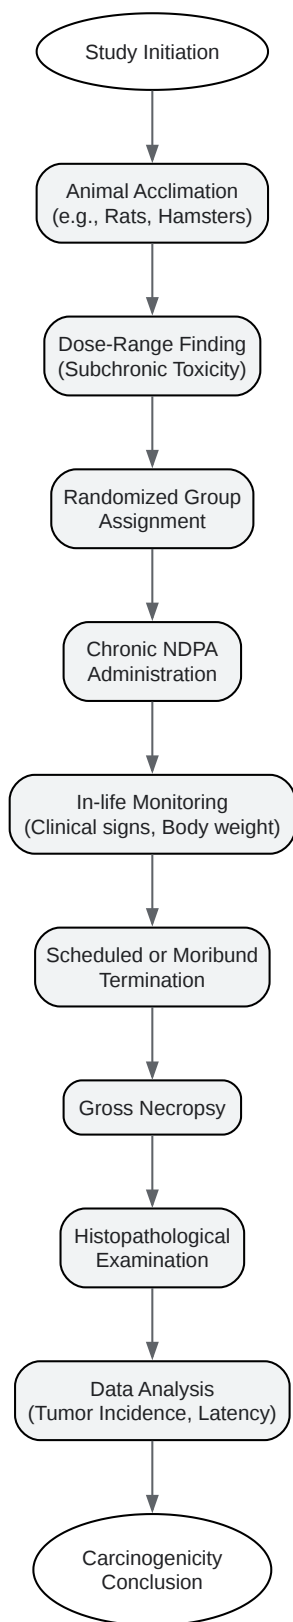 Study Initiation
Animal Acclimation
(e.g., Rats, Hamsters)
Dose-Range Finding
(Subchronic Toxicity)
Randomized Group
Assignment
Chronic NDPA
Administration
In-life Monitoring
(Clinical signs, Body weight)
Scheduled or Moribund
Termination
Gross Necropsy
Histopathological
Examination
Data Analysis
(Tumor Incidence, Latency)
Carcinogenicity
Conclusion